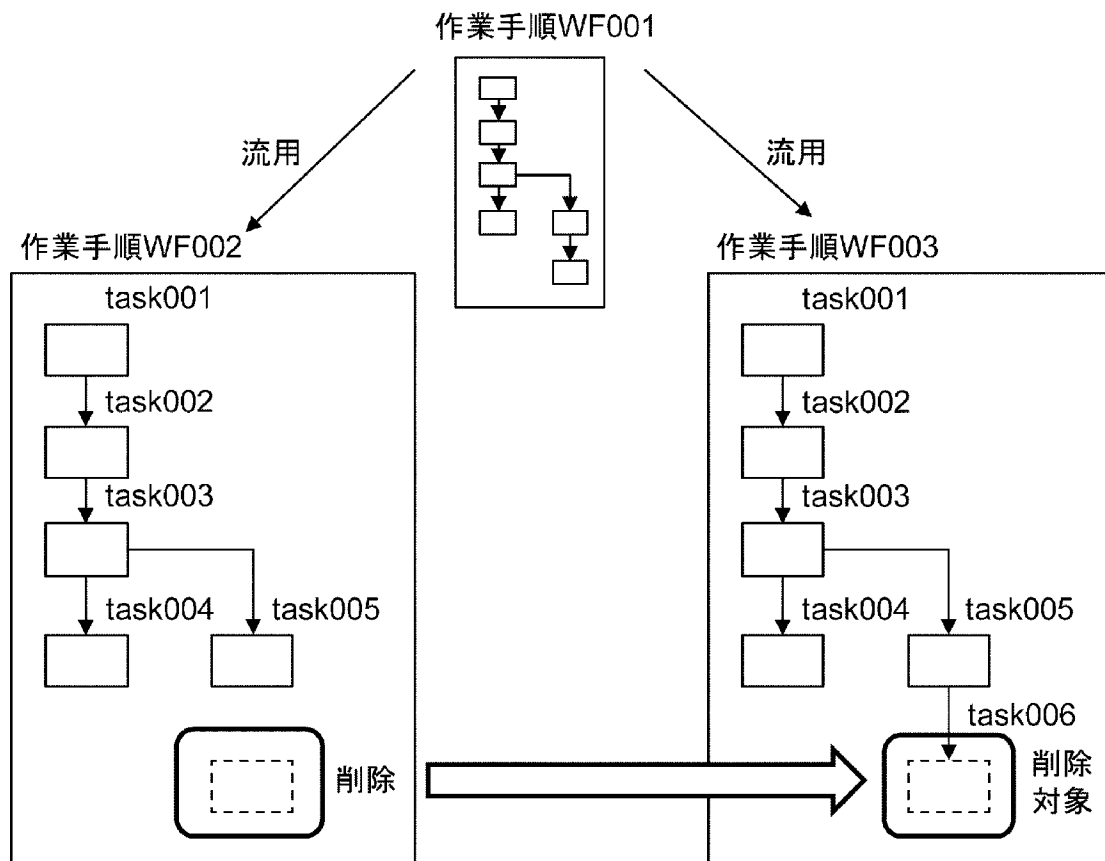 作業手順WF001
流用
流用
作業手順WF002
task001
task002
task003
task004
task005
削除
作業手順WF003
task001
task002
task003
task004
task005
task006
削除
対象